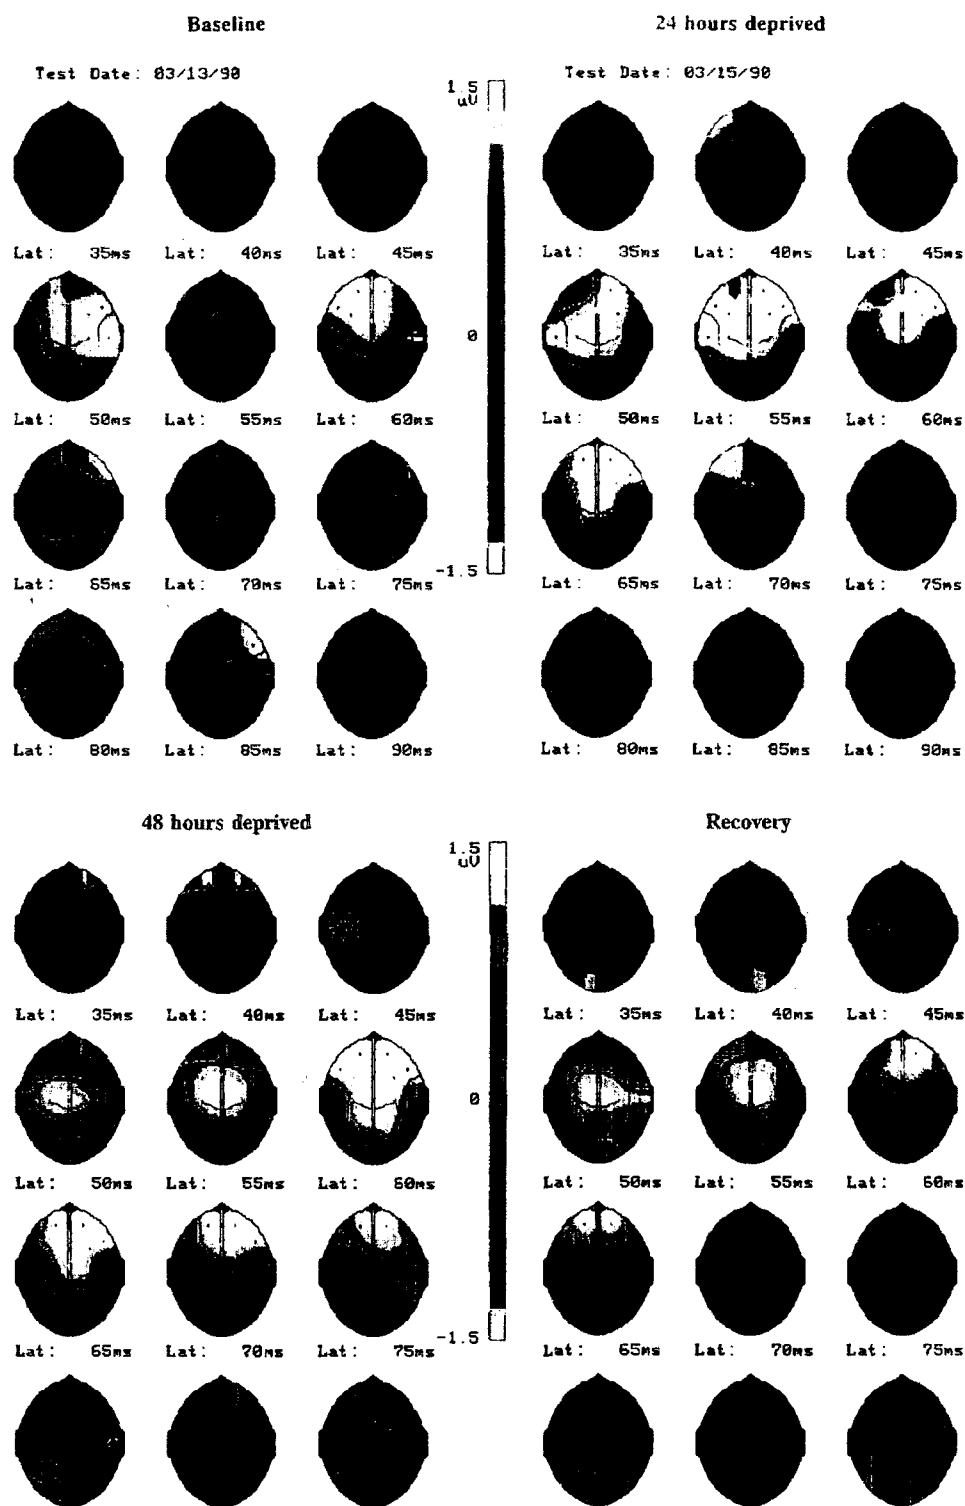 Baseline
24 hours deprived
Test Date: 03/13/90
Test Date: 03/15/90
1.5
uV
Lat: 35ms Lat: 40ms Lat: 45ms
Lat: 35ms Lat: 40ms Lat: 45ms
0
Lat: 50ms Lat: 55ms Lat: 60ms
Lat: 50ms Lat: 55ms Lat: 60ms
-1.5
Lat: 65ms Lat: 70ms Lat: 75ms
Lat: 65ms Lat: 70ms Lat: 75ms
Lat: 80ms Lat: 85ms Lat: 90ms
Lat: 80ms Lat: 85ms Lat: 90ms
48 hours deprived
Recovery
1.5
uV
Lat: 35ms Lat: 40ms Lat: 45ms
Lat: 35ms Lat: 40ms Lat: 45ms
0
Lat: 50ms Lat: 55ms Lat: 60ms
Lat: 50ms Lat: 55ms Lat: 60ms
-1.5
Lat: 65ms Lat: 70ms Lat: 75ms
Lat: 65ms Lat: 70ms Lat: 75ms